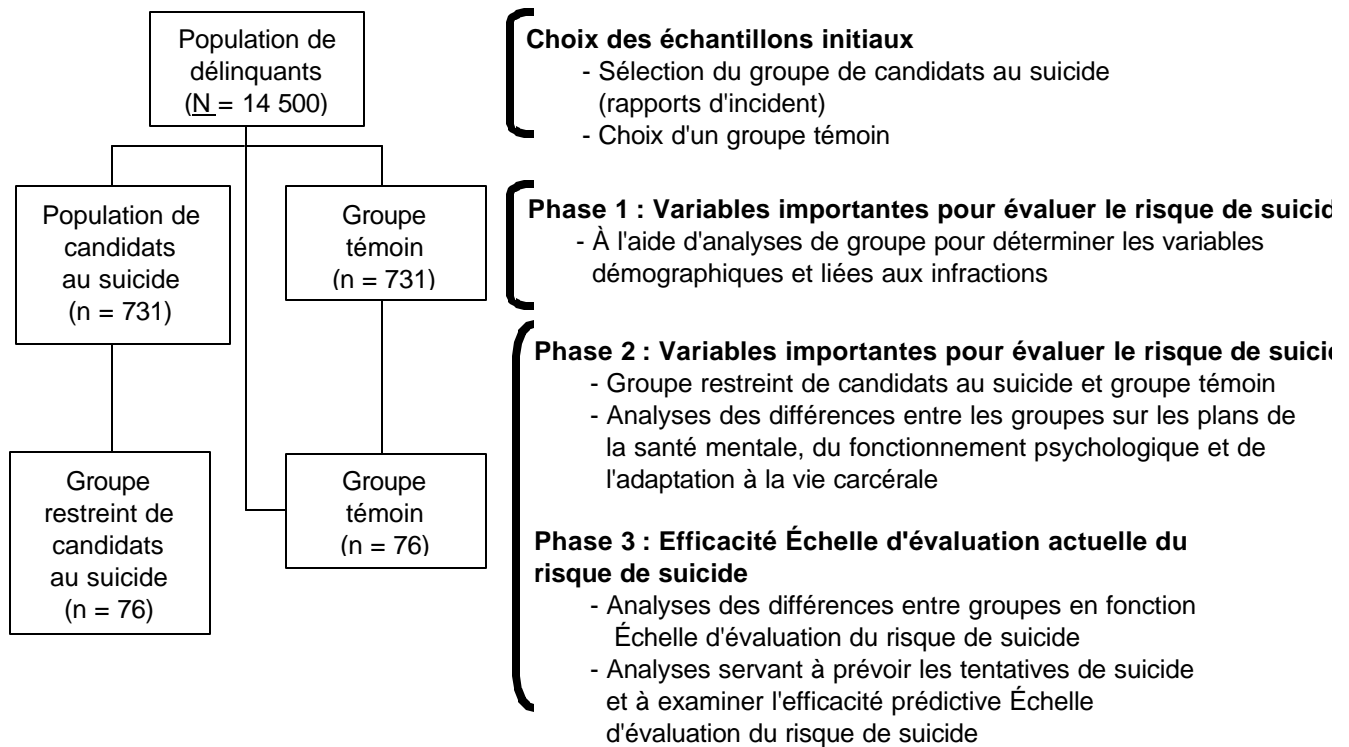 Population de
délinquants
(N = 14 500)
Population de
candidats
au suicide
(n = 731)
Groupe
témoin
(n = 731)
Groupe
restreint de
candidats
au suicide
(n = 76)
Groupe
témoin
(n = 76)
Choix des échantillons initiaux
- Sélection du groupe de candidats au suicide
(rapports d'incident)
- Choix d'un groupe témoin
Phase 1 : Variables importantes pour évaluer le risque de suicid
- À l'aide d'analyses de groupe pour déterminer les variables
démographiques et liées aux infractions
Phase 2 : Variables importantes pour évaluer le risque de suici
- Groupe restreint de candidats au suicide et groupe témoin
- Analyses des différences entre les groupes sur les plans de
la santé mentale, du fonctionnement psychologique et de
l'adaptation à la vie carcérale
Phase 3 : Efficacité Échelle d'évaluation actuelle du
risque de suicide
- Analyses des différences entre groupes en fonction
Échelle d'évaluation du risque de suicide
- Analyses servant à prévoir les tentatives de suicide
et à examiner l'efficacité prédictive Échelle
d'évaluation du risque de suicide